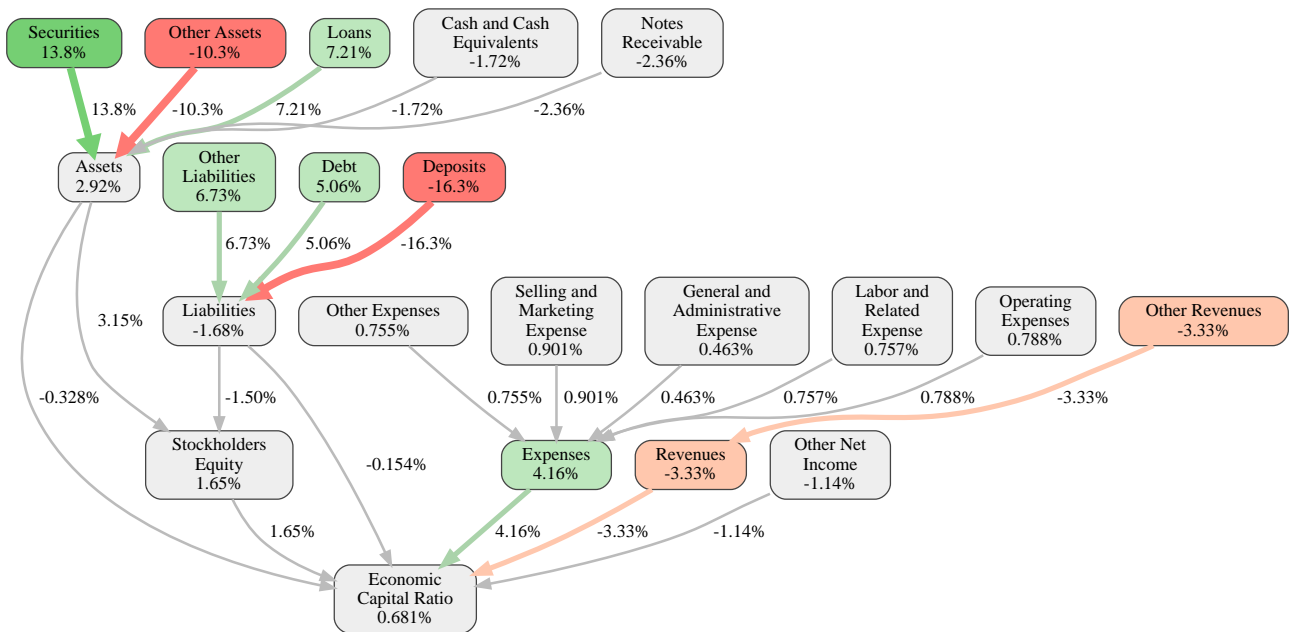 Securities
13.8%
Other Assets
-10.3%
Loans
7.21%
Cash and Cash
Equivalents
-1.72%
Notes
Receivable
-2.36%
13.8%
-10.3%
7.21%
-1.72%
-2.36%
Assets
2.92%
Other
Liabilities
6.73%
Debt
5.06%
Deposits
-16.3%
6.73%
5.06%
-16.3%
3.15%
Liabilities
-1.68%
Other Expenses
0.755%
Selling and
Marketing
Expense
0.901%
General and
Administrative
Expense
0.463%
Labor and
Related
Expense
0.757%
Operating
Expenses
0.788%
Other Revenues
-3.33%
-0.328%
-1.50%
0.755%
0.901%
0.463%
0.757%
0.788%
-3.33%
Stockholders
Equity
1.65%
-0.154%
Expenses
4.16%
Revenues
-3.33%
Other Net
Income
-1.14%
1.65%
4.16%
-3.33%
-1.14%
Economic
Capital Ratio
0.681%